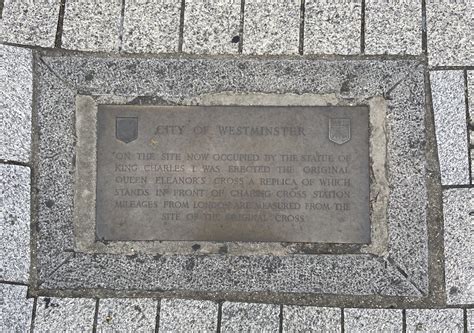 CITY OF WESTMINSTER
"ON THE SITE NOW OCCUPIED BY THE STATUE OF
KING CHARLES I WAS ERECTED THE ORIGINAL
QUEEN ELEANOR'S CROSS A REPLICA OF WHICH
STANDS IN FRONT OF CHARING CROSS STATION
MILEAGES FROM LONDON ARE MEASURED FROM THE
SITE OF THE ORIGINAL CROSS